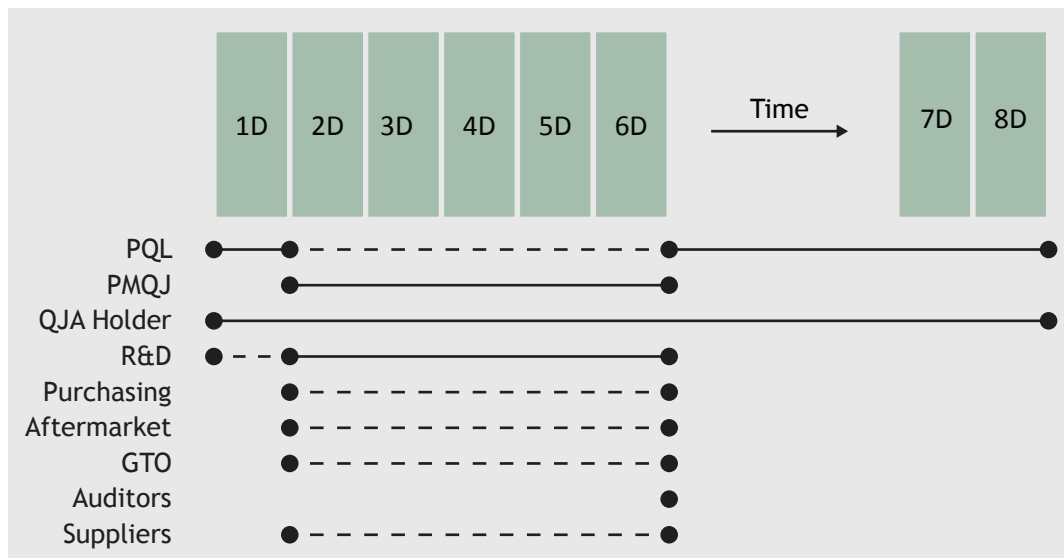 1D 2D 3D 4D 5D 6D Time 7D 8D
PQL
PMQJ
QJA Holder
R&D
Purchasing
Aftermarket
GTO
Auditors
Suppliers